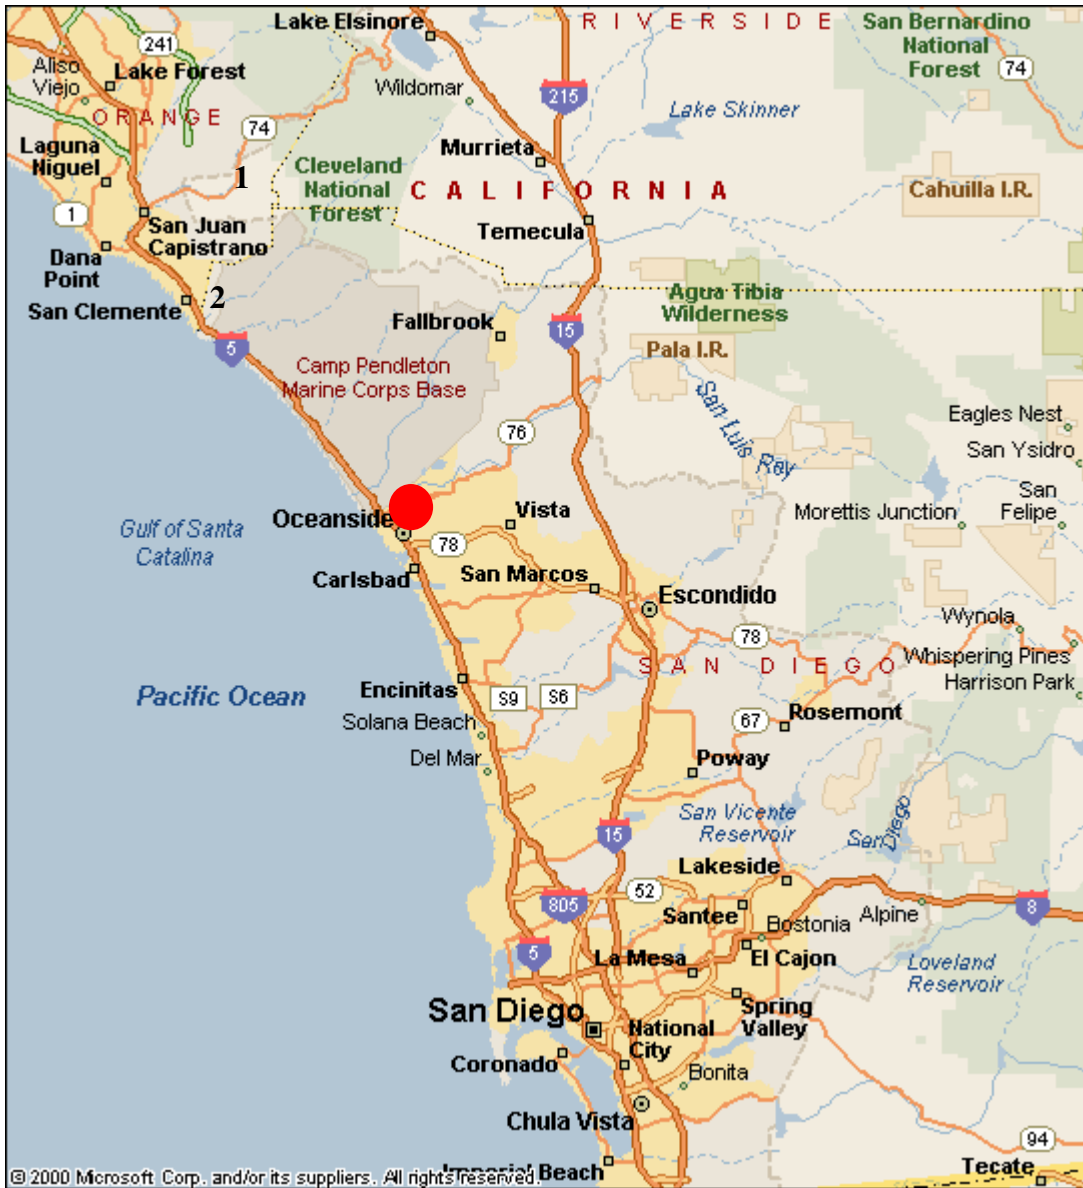 Lake Elsinore
RIVERSIDE
San Bernardino
National
Forest
241
74
Aliso
Viejo
Lake Forest
Wildomar
215
Lake Skinner
ORANGE
74
Laguna
Niguel
Murrieta
1
Cleveland
National
Forest
CALIFORNIA
Cahuilla I.R.
1
San Juan
Capistrano
Temecula
Dana
Point
2
San Clemente
Agua Tibia
Wilderness
Fallbrook
15
5
Pala I.R.
Camp Pendleton
Marine Corps Base
San Luis Rey
Eagles Nest
76
San Ysidro
San
Felipe
Oceanside
Vista
Morettis Junction
Gulf of Santa
Catalina
78
Carlsbad
San Marcos
Escondido
Wynola
78
Whispering Pines
SAN DIEGO
Harrison Park
Pacific Ocean
Encinitas
S9
S6
Solana Beach
67
Rosemont
Del Mar
Poway
San Vicente
Reservoir
SanDiego
15
Lakeside
52
805
Santee
Alpine
8
Bostonia
5
La Mesa
El Cajon
Loveland
Reservoir
San Diego
Spring
Valley
National
City
Coronado
Bonita
Chula Vista
94
Imperial Beach
Tecate
© 2000 Microsoft Corp. and/or its suppliers. All rights reserved.